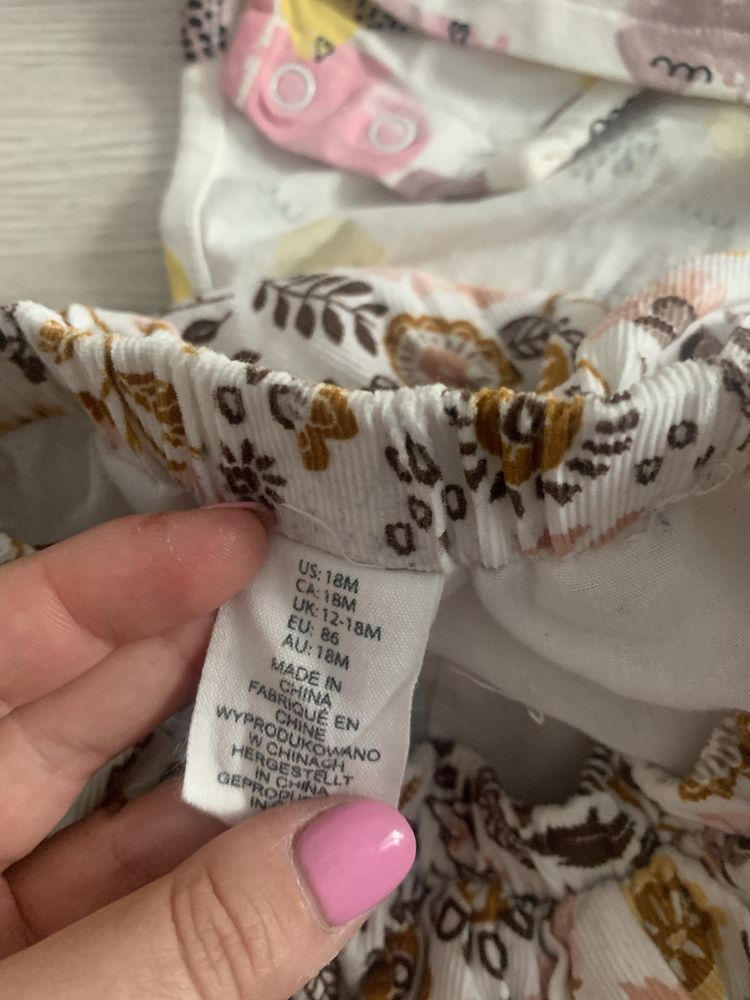 US: 18M
CA: 18M
UK: 12-18M
EU: 86
AU: 18M
MADE IN
CHINA
FABRIQUÉ EN
CHINE
WYPRODUKOWANO
W CHINACH
HERGESTELLT
IN CHINA